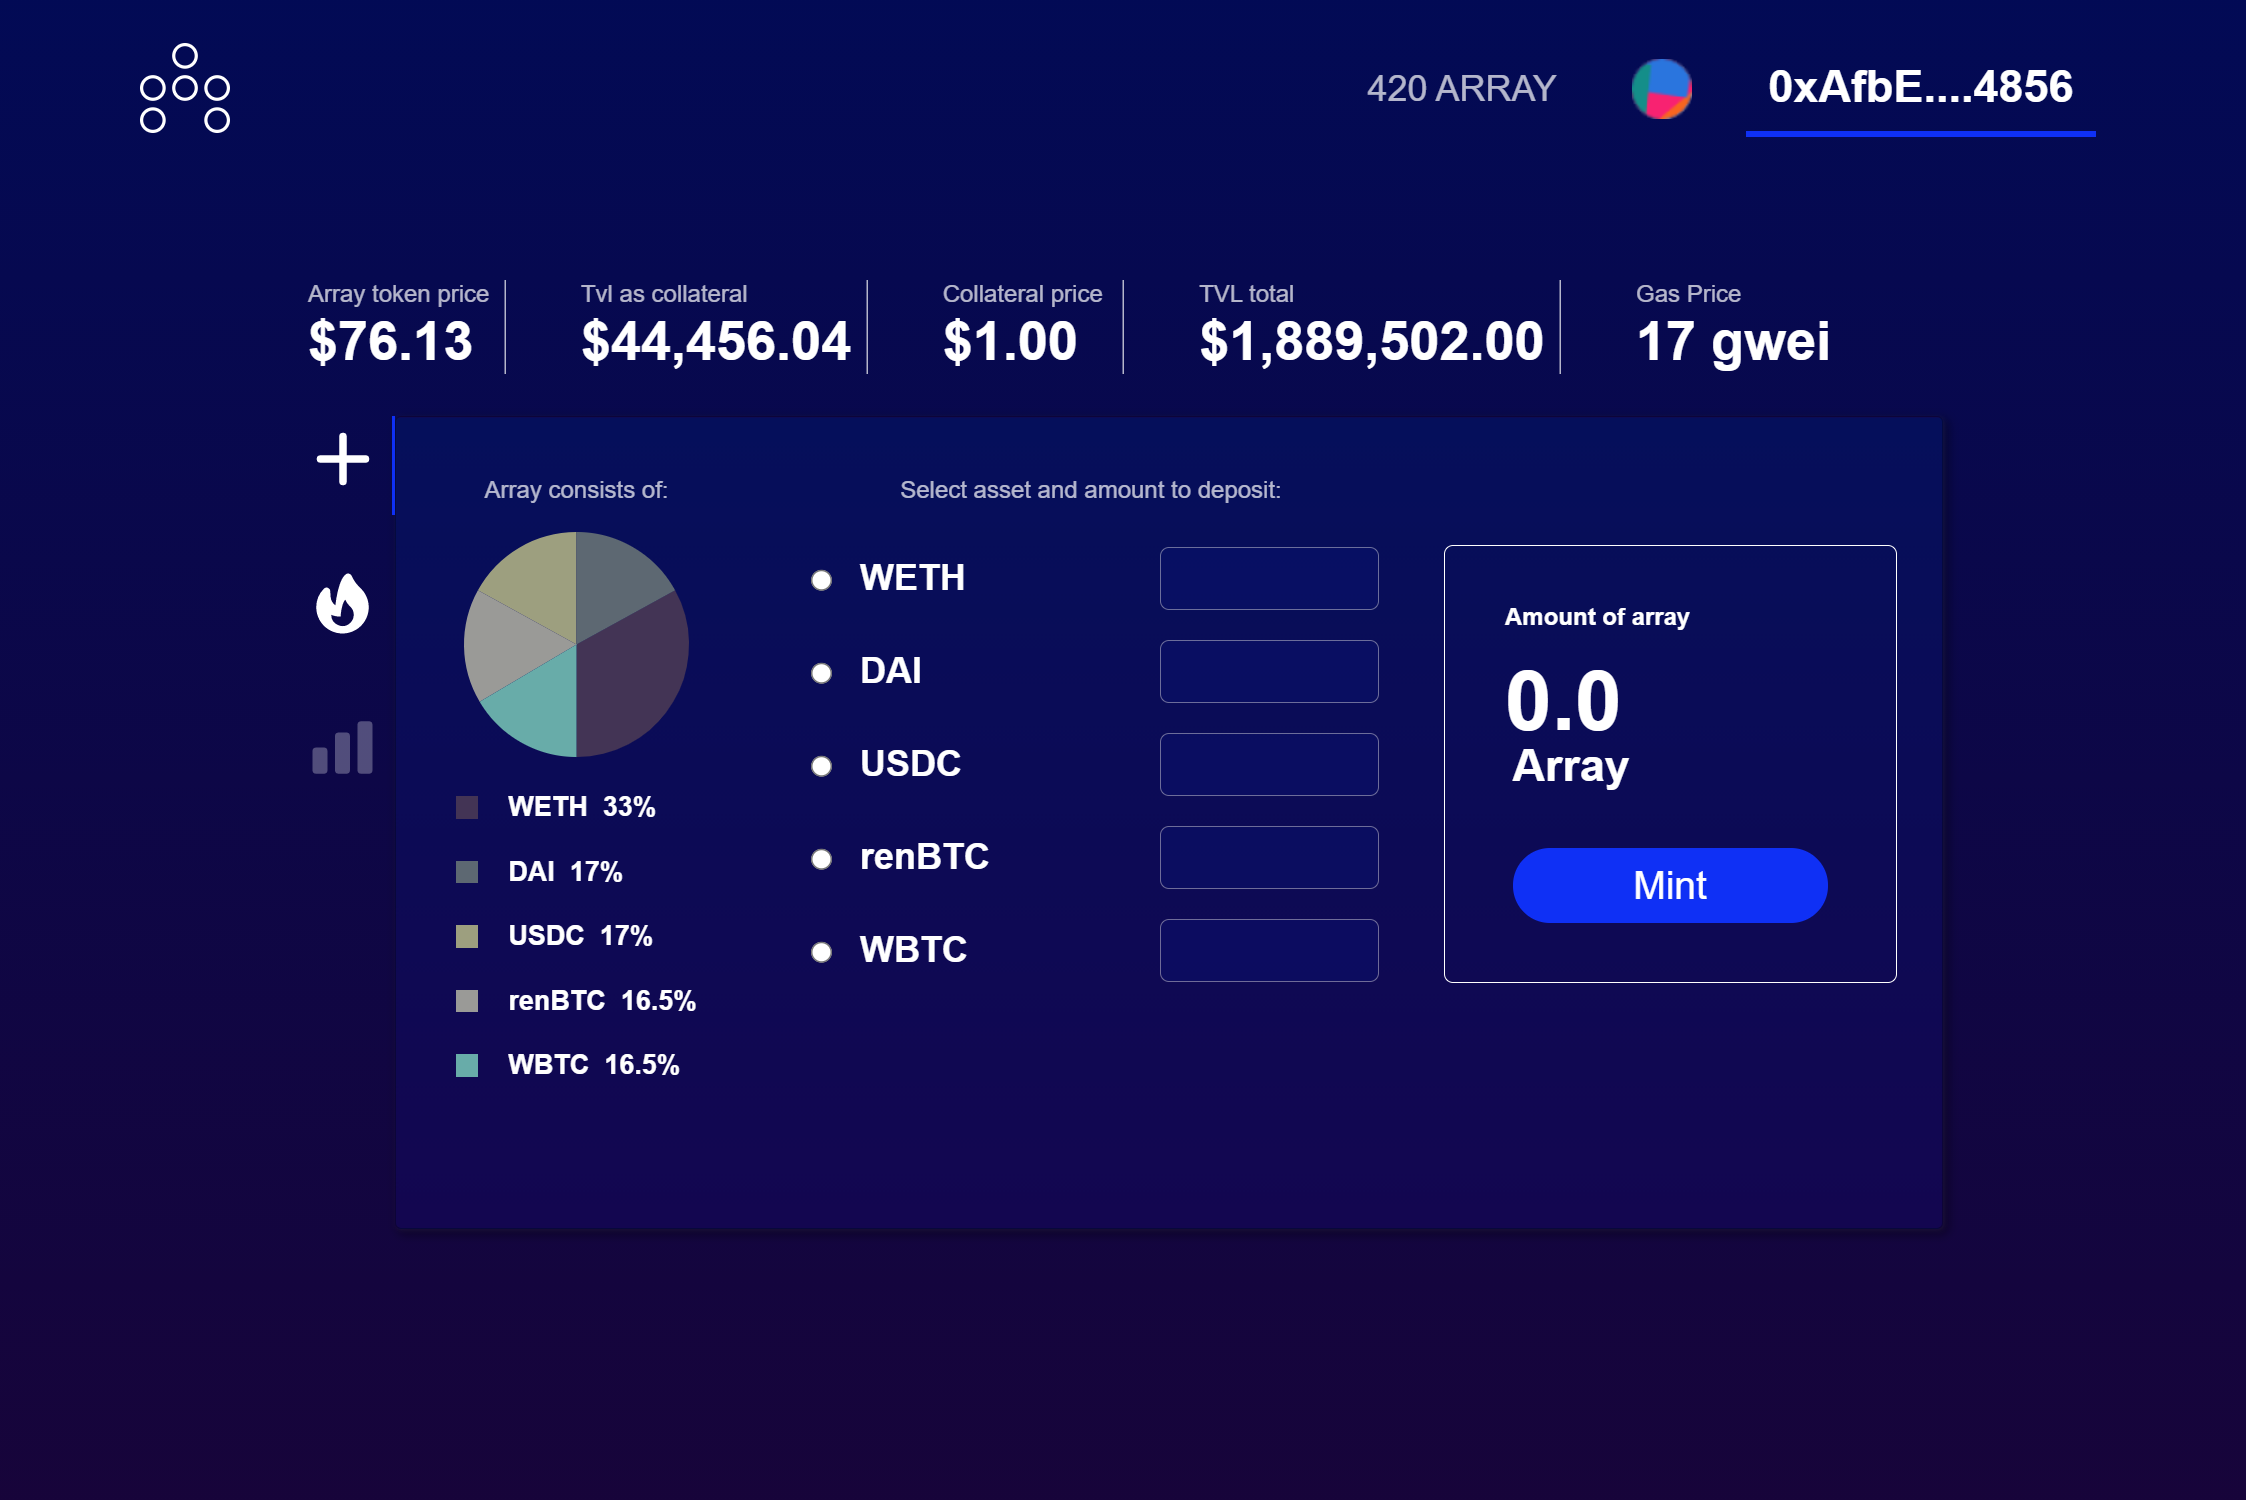 420 ARRAY
0xAfbE....4856
Array token price
$76.13
Tvl as collateral
$44,456.04
Collateral price
$1.00
TVL total
$1,889,502.00
Gas Price
17 gwei
Array consists of:
WETH 33%
DAI 17%
USDC 17%
renBTC 16.5%
WBTC 16.5%
Select asset and amount to deposit:
WETH
DAI
USDC
renBTC
WBTC
Amount of array
0.0
Array
Mint